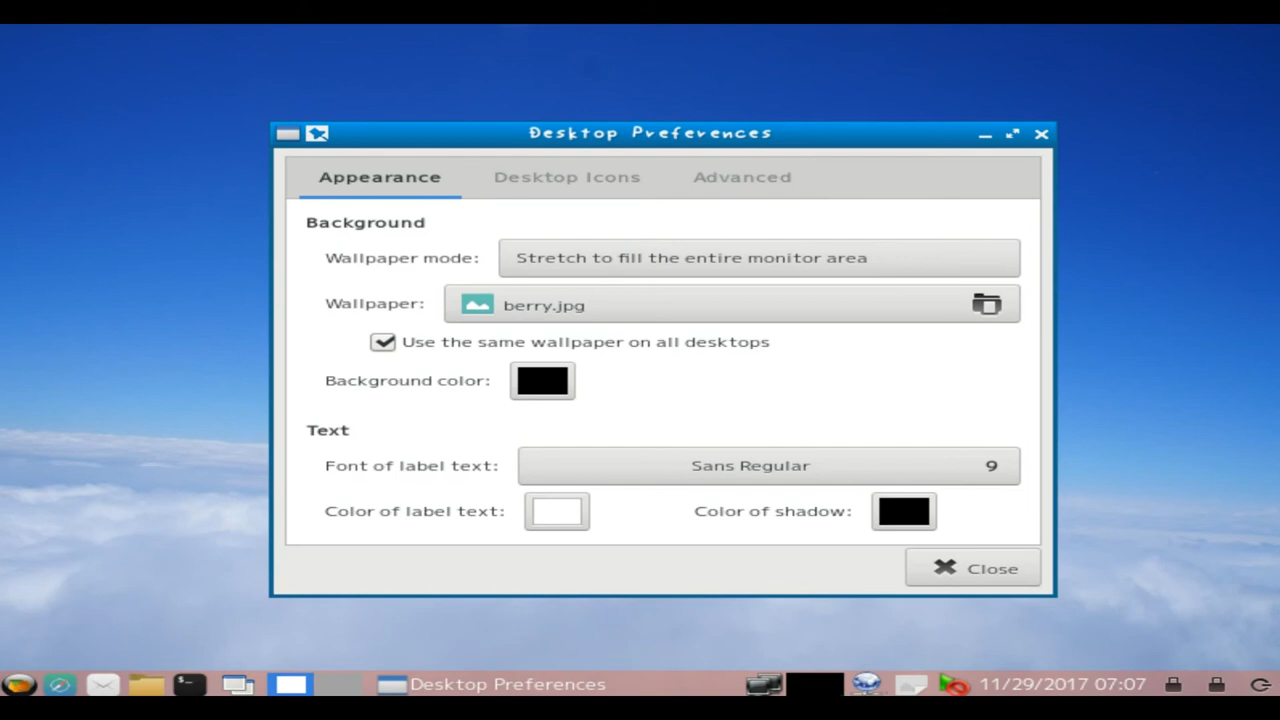 Desktop Preferences
Appearance Desktop Icons Advanced
Background
Wallpaper mode: Stretch to fill the entire monitor area
Wallpaper: berry.jpg
Use the same wallpaper on all desktops
Background color:
Text
Font of label text: Sans Regular 9
Color of label text: Color of shadow:
Close
Desktop Preferences 11/29/2017 07:07